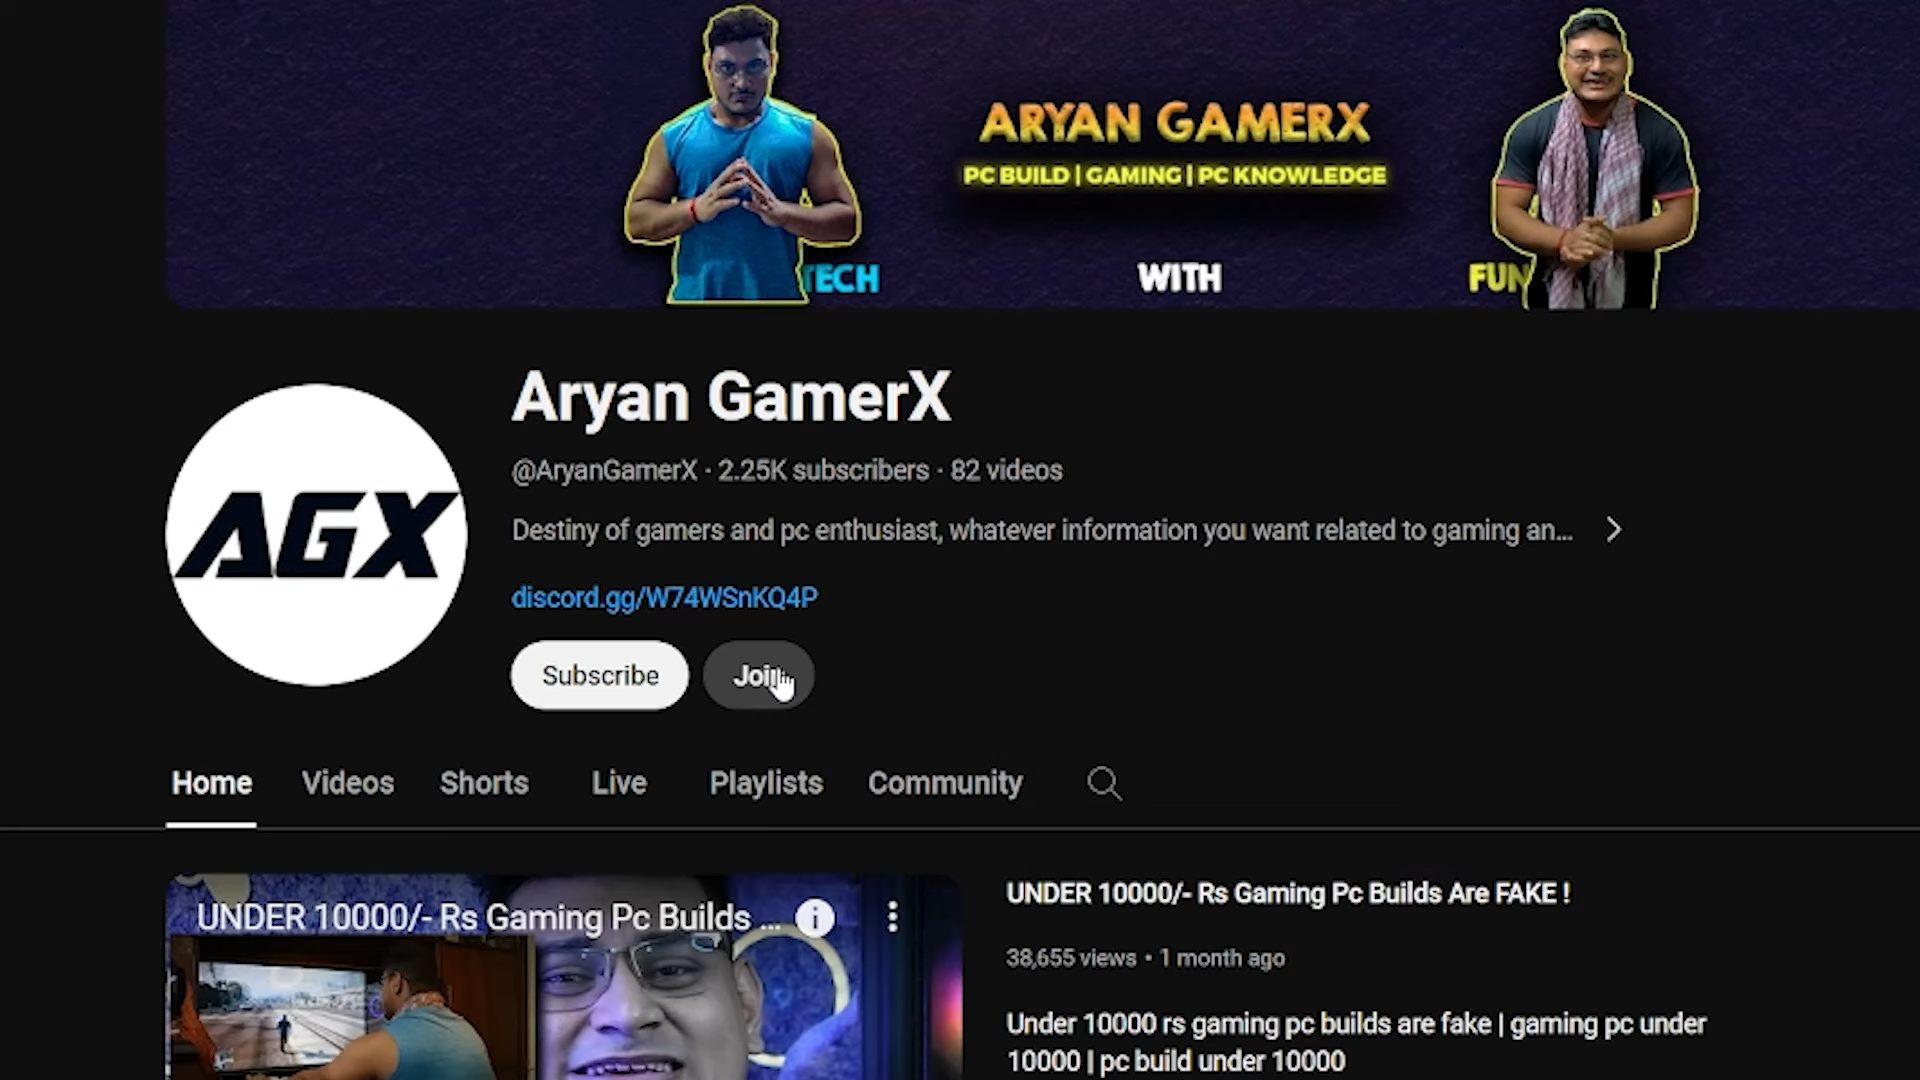 ARYAN GAMERX
PC BUILD | GAMING | PC KNOWLEDGE
TECH WITH FUN
AGX
Aryan GamerX
@AryanGamerX · 2.25K subscribers · 82 videos
Destiny of gamers and pc enthusiast, whatever information you want related to gaming an...
discord.gg/W74WSnKQ4P
Subscribe Join
Home Videos Shorts Live Playlists Community
UNDER 10000/- Rs Gaming Pc Builds ...
UNDER 10000/- Rs Gaming Pc Builds Are FAKE !
38,655 views • 1 month ago
Under 10000 rs gaming pc builds are fake | gaming pc under
10000 | pc build under 10000